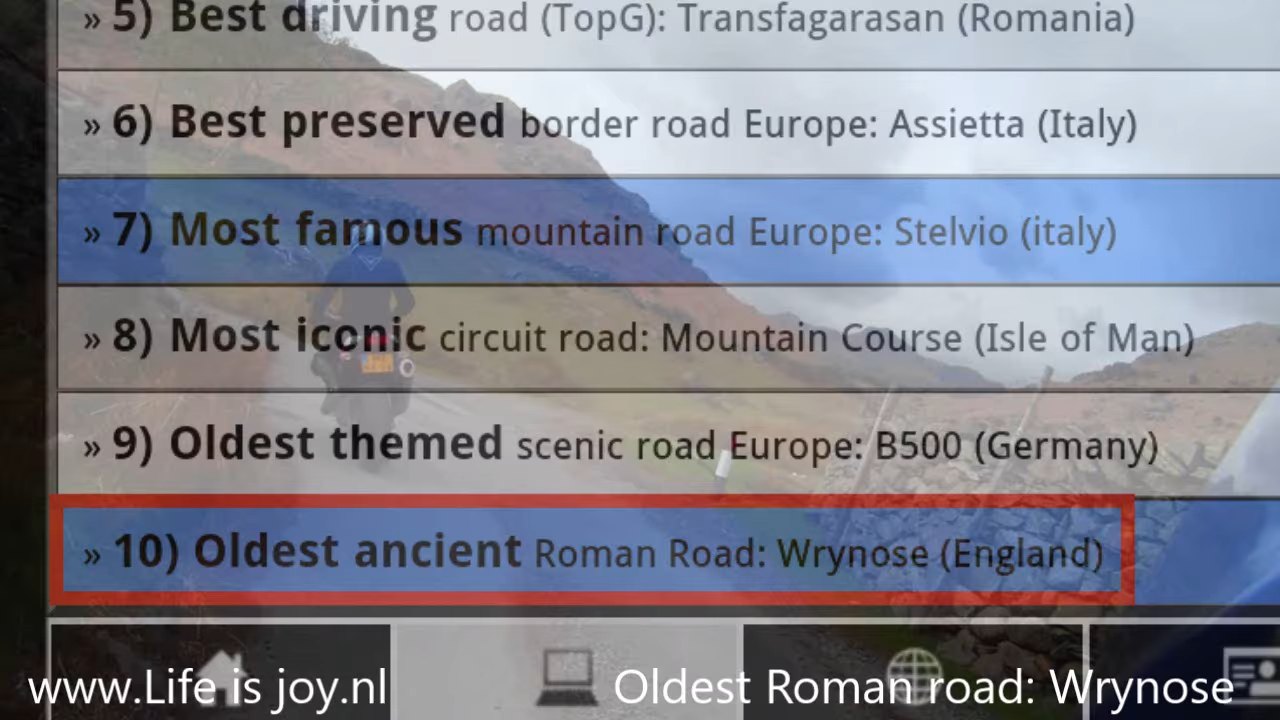 » 5) Best driving road (TopG): Transfagarasan (Romania)
» 6) Best preserved border road Europe: Assietta (Italy)
» 7) Most famous mountain road Europe: Stelvio (italy)
» 8) Most iconic circuit road: Mountain Course (Isle of Man)
» 9) Oldest themed scenic road Europe: B500 (Germany)
» 10) Oldest ancient Roman Road: Wrynose (England)
www.Life is joy.nl
Oldest Roman road: Wrynose